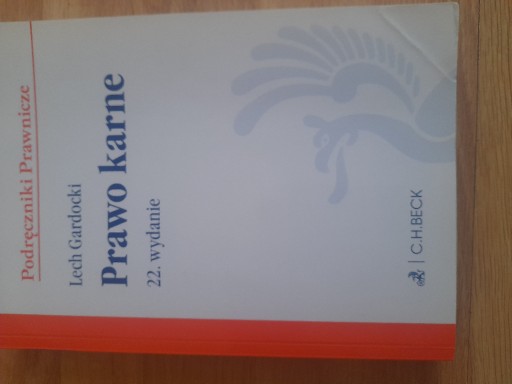 Podręczniki Prawnicze
Lech Gardocki
Prawo karne
22. wydanie
C.H.BECK